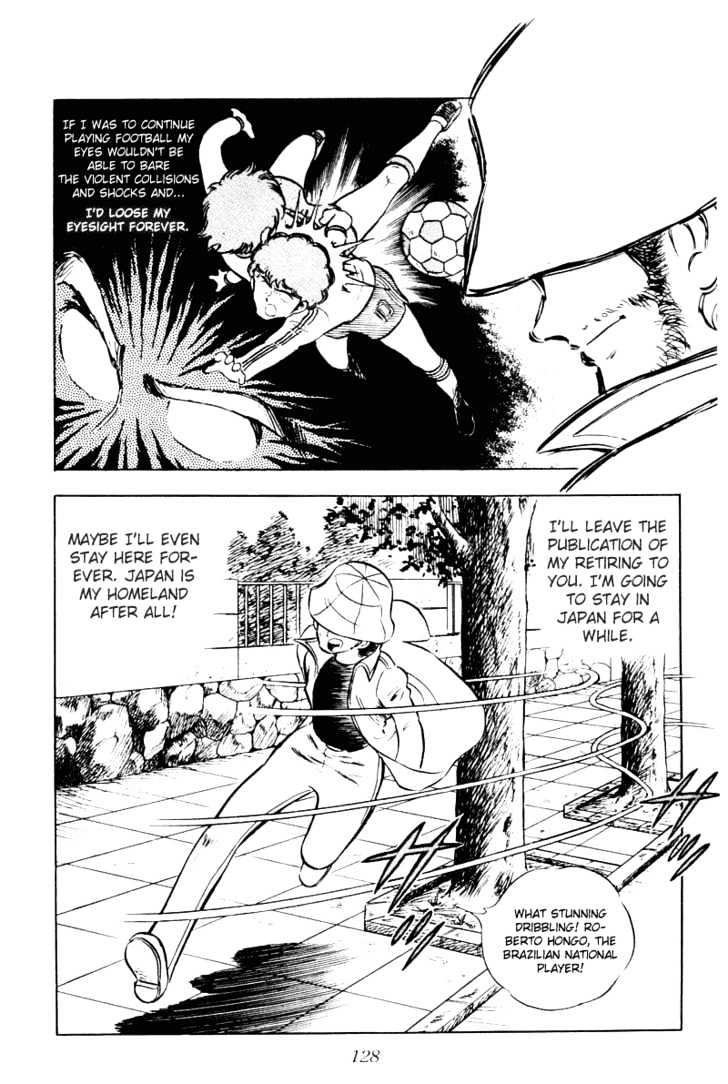 IF I WAS TO CONTINUE
PLAYING FOOTBALL MY
EYES WOULDN'T BE
ABLE TO BARE
THE VIOLENT COLLISIONS
AND SHOCKS AND...
I'D LOOSE MY
EYESIGHT FOREVER.
I'LL LEAVE THE
PUBLICATION OF
MY RETIRING TO
YOU. I'M GOING
TO STAY IN
JAPAN FOR A
WHILE.
MAYBE I'LL EVEN
STAY HERE FOR-
EVER. JAPAN IS
MY HOMELAND
AFTER ALL!
WHAT STUNNING
DRIBBLING! RO-
BERTO HONGO, THE
BRAZILIAN NATIONAL
PLAYER!
128